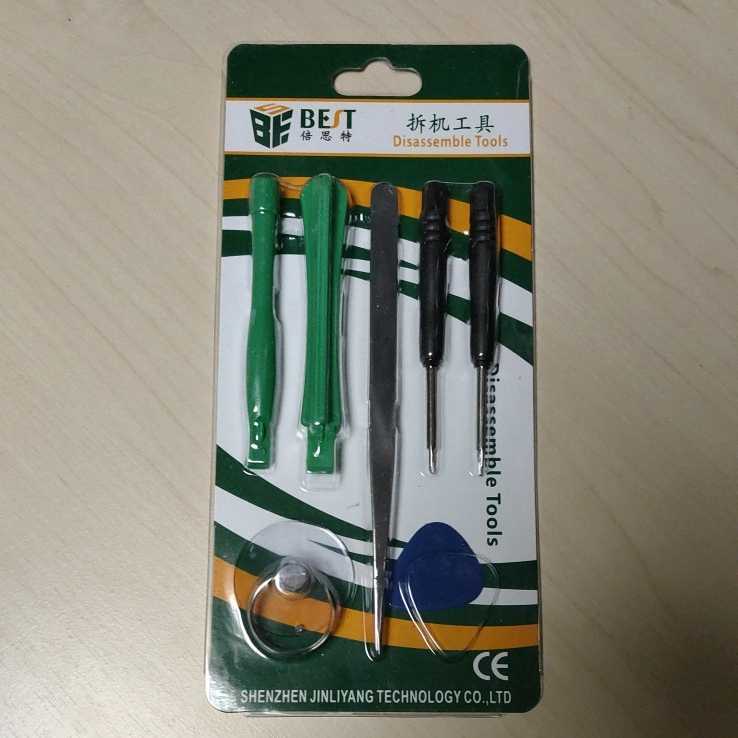 BEST
倍思特
拆机工具
Disassemble Tools
Disassemble Tools
CE
SHENZHEN JINLIYANG TECHNOLOGY CO.,LTD